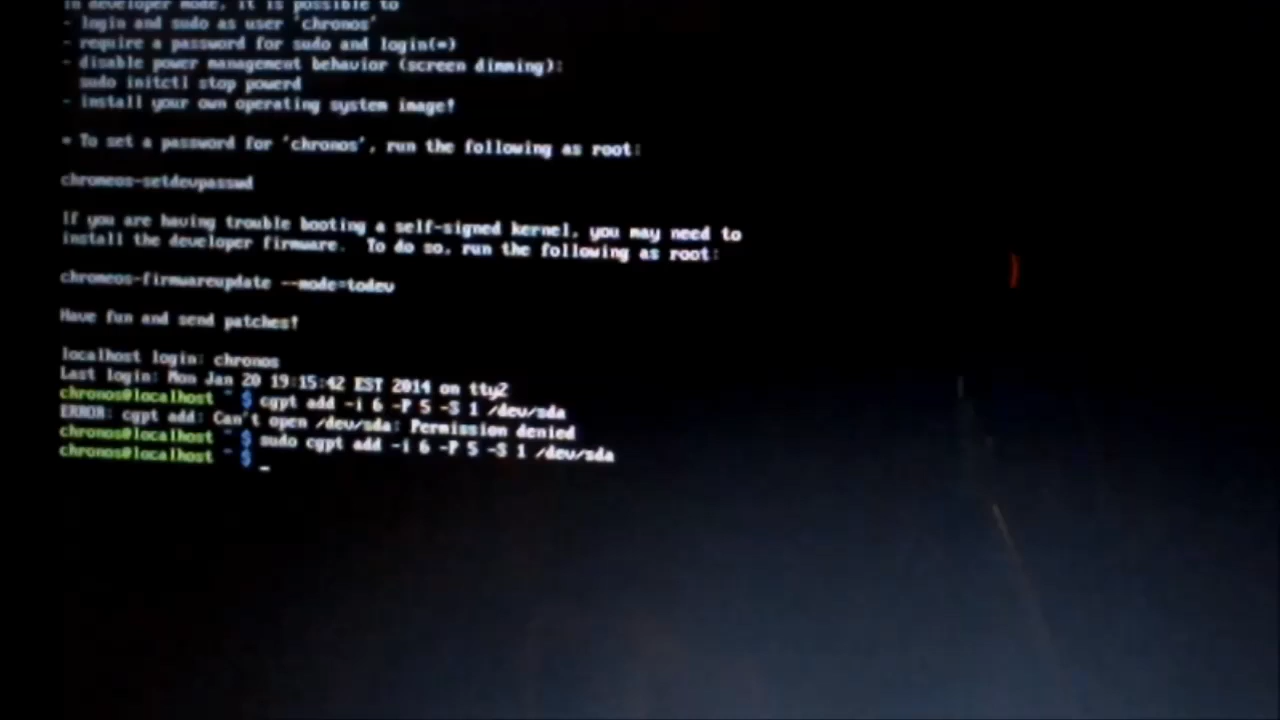 In developer mode, it is possible to
- login and sudo as user 'chronos'
- require a password for sudo and login(*)
- disable power management behavior (screen dimming):
sudo initctl stop powerd
- install your own operating system image!
* To set a password for 'chronos', run the following as root:
chromeos-setdevpasswd
If you are having trouble booting a self-signed kernel, you may need to
install the developer firmware. To do so, run the following as root:
chromeos-firmwareupdate --mode=todev
Have fun and send patches!
localhost login: chronos
Last login: Mon Jan 20 19:15:42 EST 2014 on tty2
chronos@localhost ~ $ cgpt add -i 6 -P 5 -S 1 /dev/sda
ERROR: cgpt add: Can't open /dev/sda: Permission denied
chronos@localhost ~ $ sudo cgpt add -i 6 -P 5 -S 1 /dev/sda
chronos@localhost ~ $ _